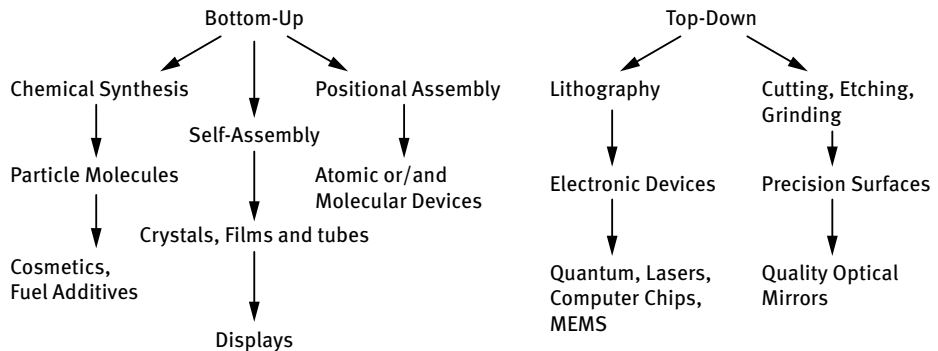 Bottom-Up
Chemical Synthesis
Self-Assembly
Positional Assembly
Particle Molecules
Crystals, Films and tubes
Atomic or/and
Molecular Devices
Cosmetics,
Fuel Additives
Displays
Top-Down
Lithography
Cutting, Etching,
Grinding
Electronic Devices
Precision Surfaces
Quantum, Lasers,
Computer Chips,
MEMS
Quality Optical
Mirrors